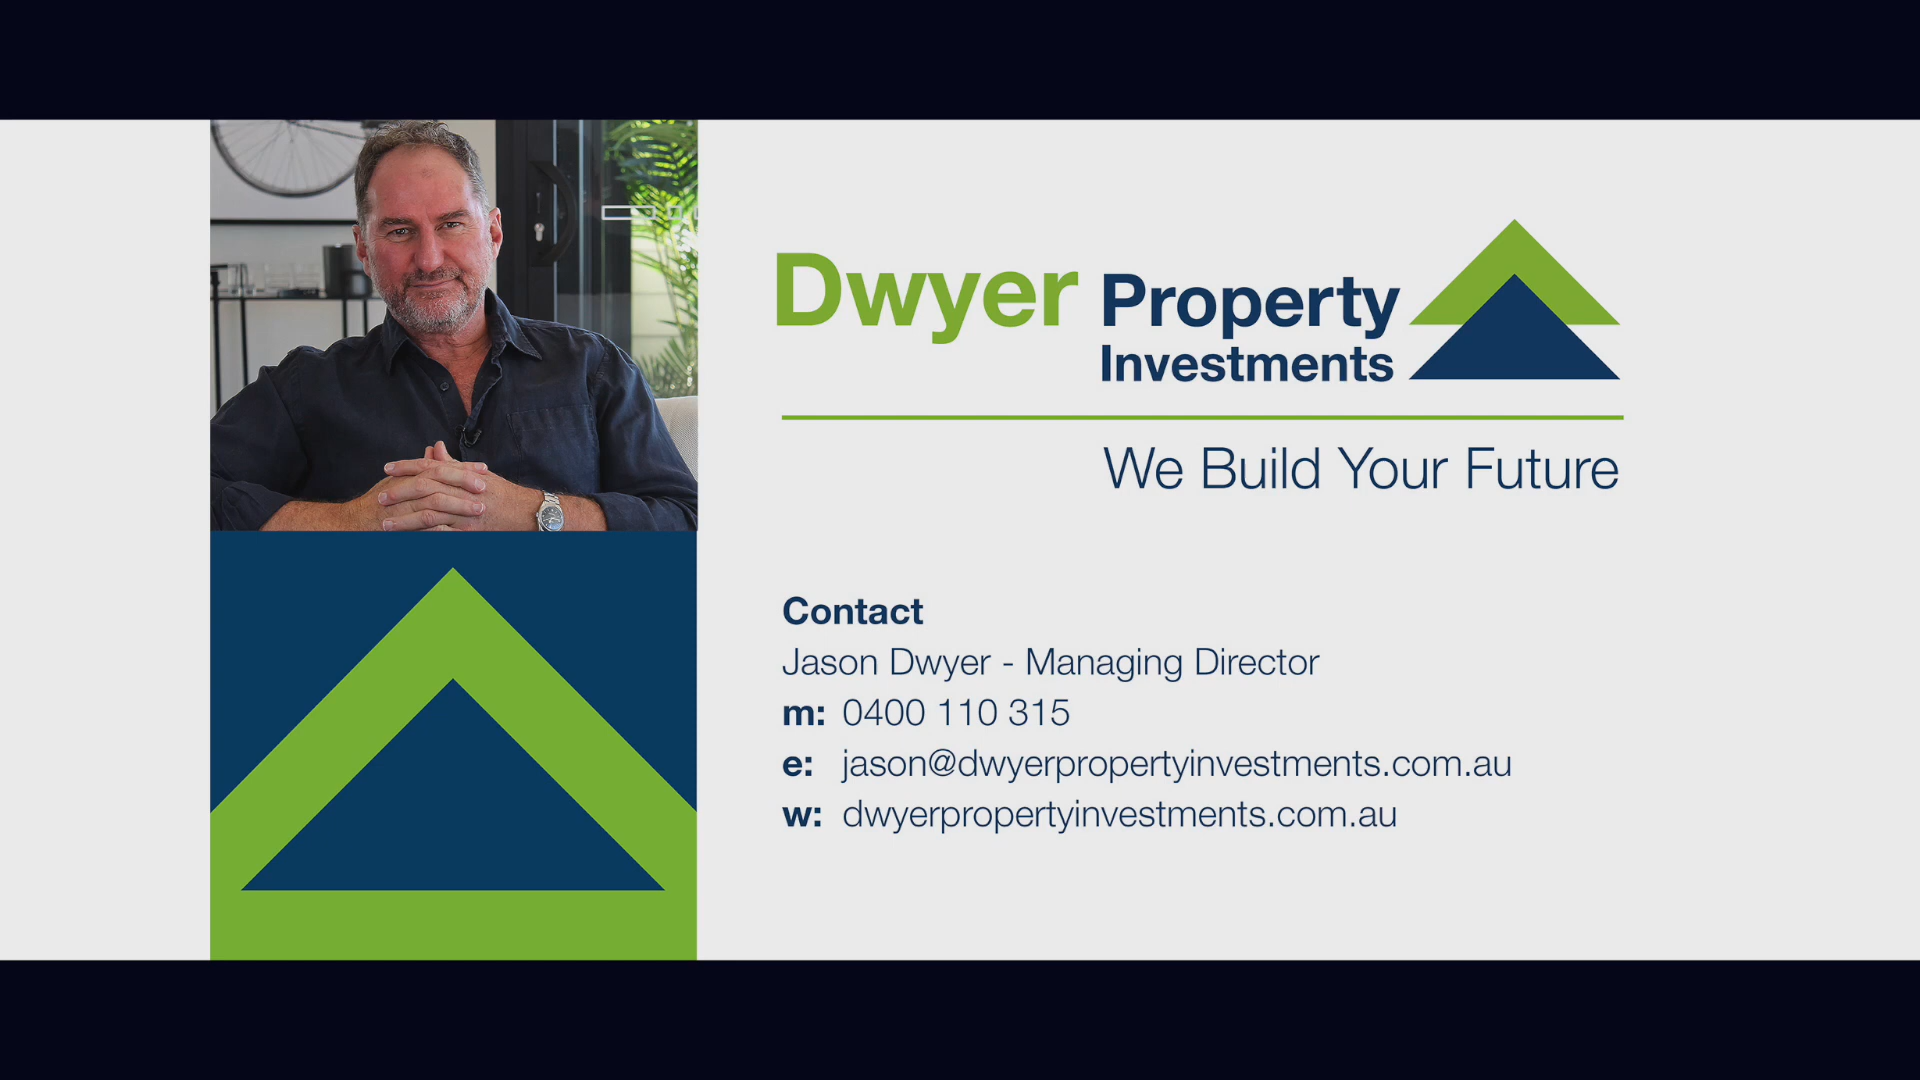 Dwyer Property
Investments
We Build Your Future
Contact
Jason Dwyer - Managing Director
m: 0400 110 315
e: jason@dwyerpropertyinvestments.com.au
w: dwyerpropertyinvestments.com.au